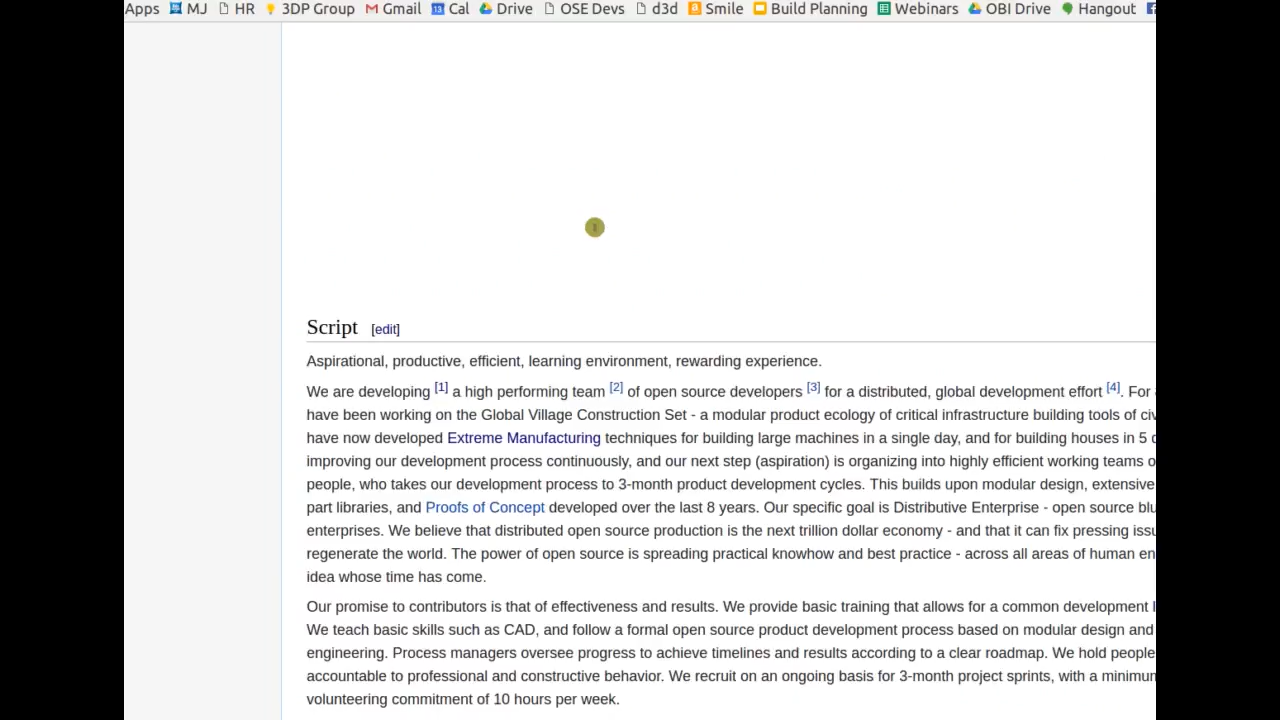 Apps MJ HR 3DP Group Gmail Cal Drive OSE Devs d3d Smile Build Planning Webinars OBI Drive Hangout
Script [edit]
Aspirational, productive, efficient, learning environment, rewarding experience.
We are developing [1] a high performing team [2] of open source developers [3] for a distributed, global development effort [4]. For
have been working on the Global Village Construction Set - a modular product ecology of critical infrastructure building tools of
have now developed Extreme Manufacturing techniques for building large machines in a single day, and for building houses in 5
improving our development process continuously, and our next step (aspiration) is organizing into highly efficient working teams
people, who takes our development process to 3-month product development cycles. This builds upon modular design, extensive
part libraries, and Proofs of Concept developed over the last 8 years. Our specific goal is Distributive Enterprise - open source
enterprises. We believe that distributed open source production is the next trillion dollar economy - and that it can fix pressing
regenerate the world. The power of open source is spreading practical knowhow and best practice - across all areas of human
idea whose time has come.
Our promise to contributors is that of effectiveness and results. We provide basic training that allows for a common development
We teach basic skills such as CAD, and follow a formal open source product development process based on modular design and
engineering. Process managers oversee progress to achieve timelines and results according to a clear roadmap. We hold people
accountable to professional and constructive behavior. We recruit on an ongoing basis for 3-month project sprints, with a
volunteering commitment of 10 hours per week.